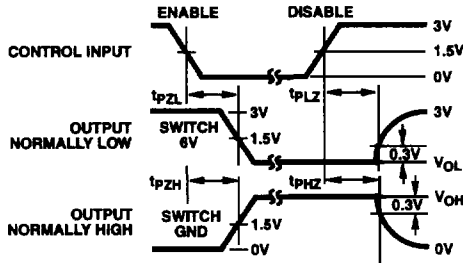 ENABLE DISABLE
3V
CONTROL INPUT 1.5V
0V
tPZL tPLZ
3V 3V
OUTPUT NORMALLY LOW SWITCH 6V 1.5V 0.3V
VOL
tPZH tPHZ VOH
OUTPUT NORMALLY HIGH SWITCH GND 1.5V 0.3V
0V 0V